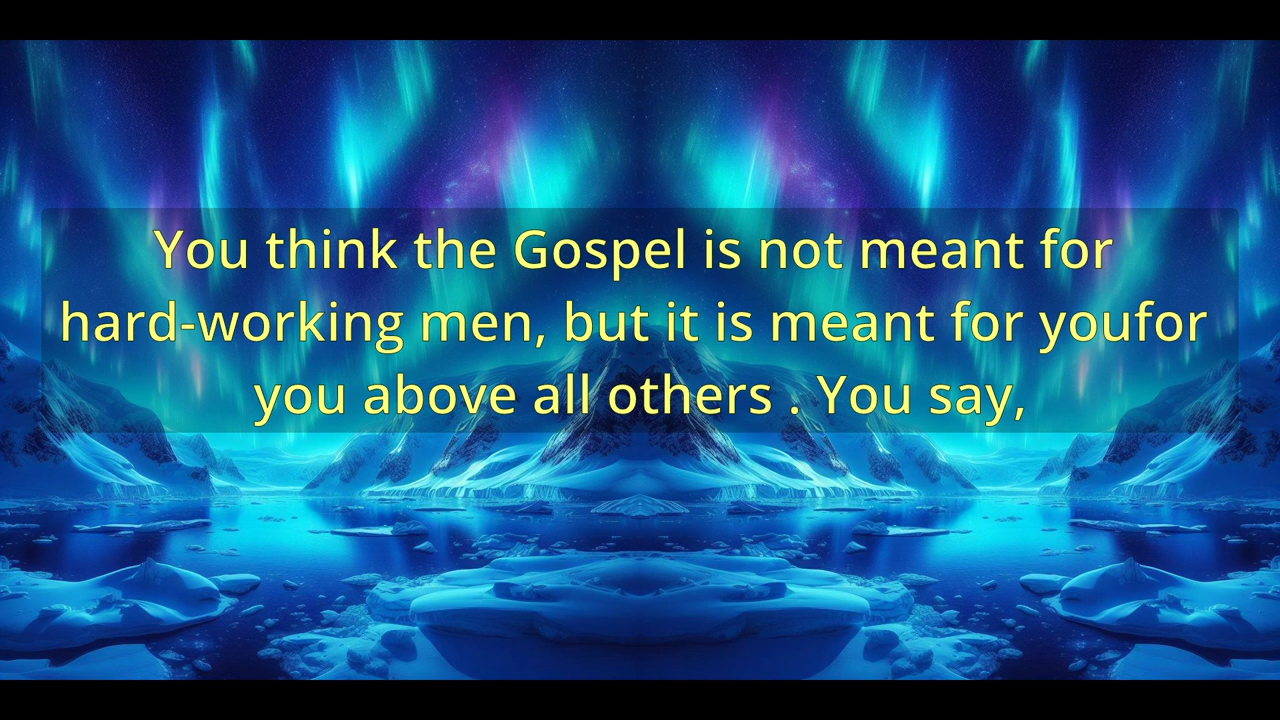 You think the Gospel is not meant for
hard-working men, but it is meant for youfor
you above all others . You say,